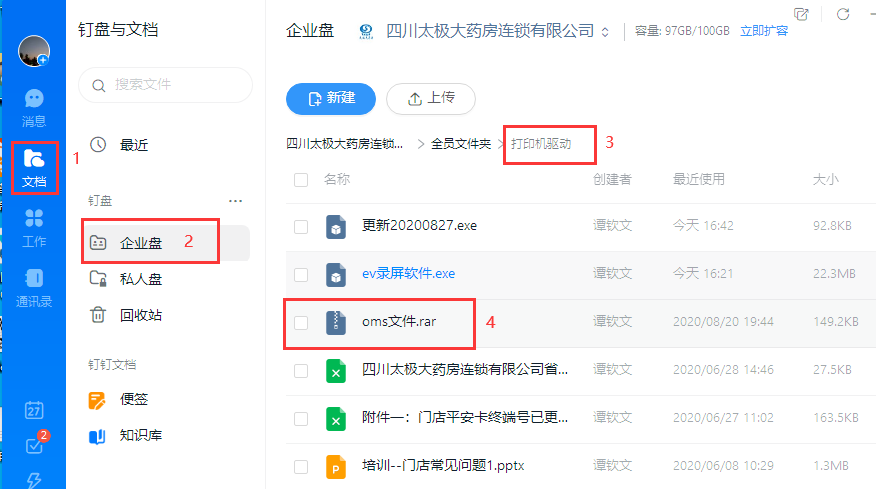 钉盘与文档
搜索文件
最近
钉盘
企业盘 2
私人盘
回收站
钉钉文档
便签
知识库
消息
文档
1
工作
通讯录
27
2
企业盘
四川太极大药房连锁有限公司
容量: 97GB/100GB 立即扩容
新建
上传
四川太极大药房连锁... > 全员文件夹 > 打印机驱动
3
名称 创建者 最近使用 大小
更新20200827.exe 谭钦文 今天 16:42 92.8KB
ev录屏软件.exe 谭钦文 今天 16:21 22.3MB
oms文件.rar 4 谭钦文 2020/08/20 19:44 149.2KB
四川太极大药房连锁有限公司省... 谭钦文 2020/06/28 14:46 27.5KB
附件一：门店平安卡终端号已更... 谭钦文 2020/06/27 11:02 163.5KB
培训--门店常见问题1.pptx 谭钦文 2020/06/08 10:29 1.3MB